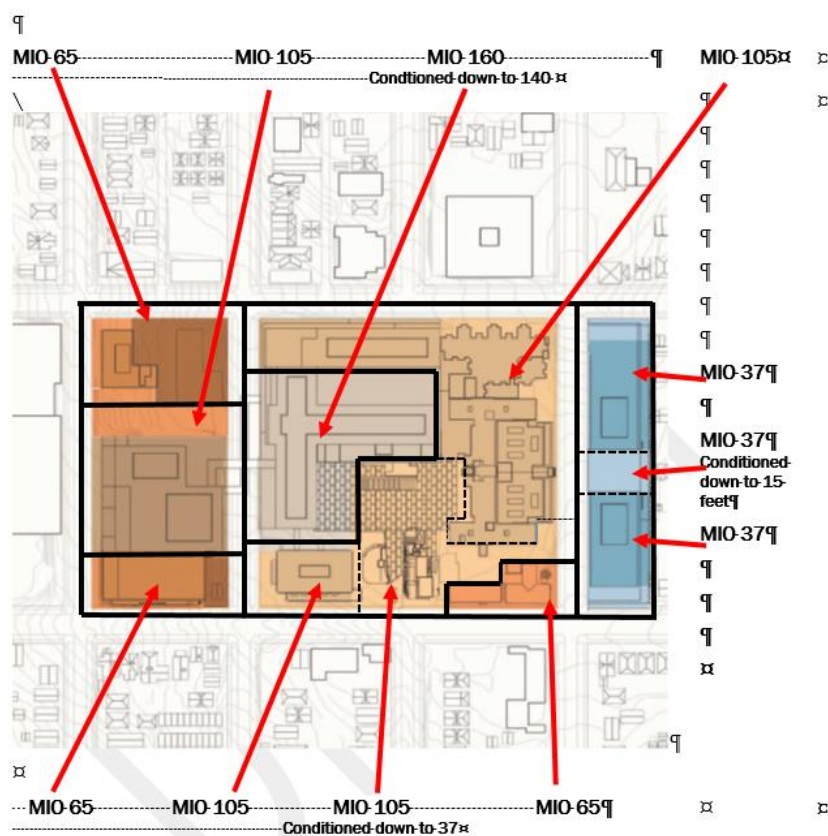 ¶
MIO-65 MIO-105 MIO-160 ¶ MIO-105¤ ¤
Condtioned-down-to-140-¤
\ ¶ ¤
¶
¶
¶
¶
¶
¶
¶
MIO-37¶
¶
MIO-37¶
Conditioned-
down-to-15-
feet¶
MIO-37¶
¶
¶
¶
¤
¶
¤
MIO-65 MIO-105 MIO-105 MIO-65¶ ¤ ¤
Conditioned-down-to-37¤